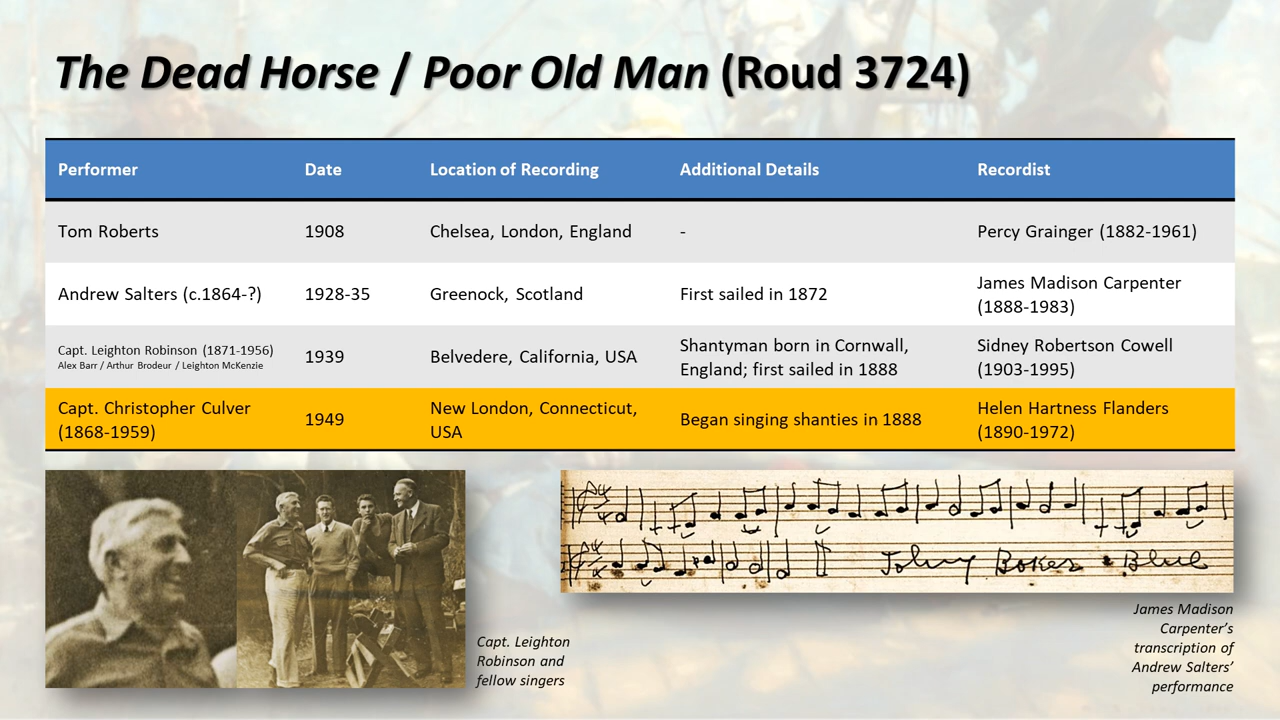 The Dead Horse / Poor Old Man (Roud 3724)
Performer Date Location of Recording Additional Details Recordist
Tom Roberts 1908 Chelsea, London, England - Percy Grainger (1882-1961)
Andrew Salters (c.1864-?) 1928-35 Greenock, Scotland First sailed in 1872 James Madison Carpenter
(1888-1983)
Capt. Leighton Robinson (1871-1956)
Alex Barr / Arthur Brodeur / Leighton McKenzie
1939
Belvedere, California, USA
Shantyman born in Cornwall,
England; first sailed in 1888
Sidney Robertson Cowell
(1903-1995)
Capt. Christopher Culver
(1868-1959)
1949
New London, Connecticut,
USA
Began singing shanties in 1888
Helen Hartness Flanders
(1890-1972)
Johny Boker Blue
Capt. Leighton
Robinson and
fellow singers
James Madison
Carpenter's
transcription of
Andrew Salters'
performance